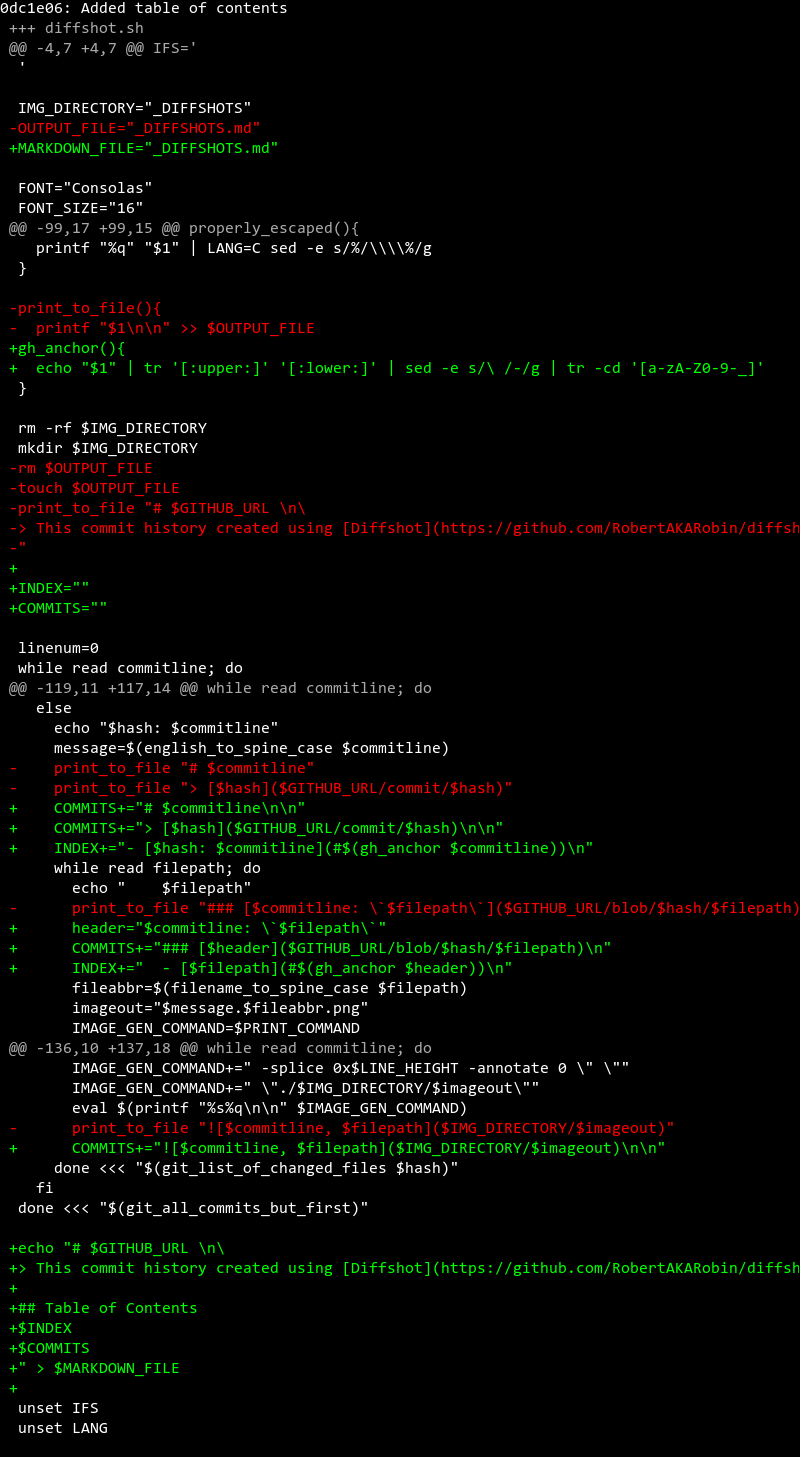 0dc1e06: Added table of contents
+++ diffshot.sh
@@ -4,7 +4,7 @@ IFS='
 '

 IMG_DIRECTORY="_DIFFSHOTS"
-OUTPUT_FILE="_DIFFSHOTS.md"
+MARKDOWN_FILE="_DIFFSHOTS.md"

 FONT="Consolas"
 FONT_SIZE="16"
@@ -99,17 +99,15 @@ properly_escaped(){
   printf "%q" "$1" | LANG=C sed -e s/%/\\\\%/g
 }

-print_to_file(){
-  printf "$1\n\n" >> $OUTPUT_FILE
+gh_anchor(){
+  echo "$1" | tr '[:upper:]' '[:lower:]' | sed -e s/\ /-/g | tr -cd '[a-zA-Z0-9-_]'
 }

 rm -rf $IMG_DIRECTORY
 mkdir $IMG_DIRECTORY
-rm $OUTPUT_FILE
-touch $OUTPUT_FILE
-print_to_file "# $GITHUB_URL \n\
-> This commit history created using [Diffshot](https://github.com/RobertAKARobin/diffsh
-"
+
+INDEX=""
+COMMITS=""

 linenum=0
 while read commitline; do
@@ -119,11 +117,14 @@ while read commitline; do
   else
     echo "$hash: $commitline"
     message=$(english_to_spine_case $commitline)
-    print_to_file "# $commitline"
-    print_to_file "> [$hash]($GITHUB_URL/commit/$hash)"
+    COMMITS+="# $commitline\n\n"
+    COMMITS+="> [$hash]($GITHUB_URL/commit/$hash)\n\n"
+    INDEX+="- [$hash: $commitline](#$(gh_anchor $commitline))\n"
     while read filepath; do
       echo "    $filepath"
-      print_to_file "### [$commitline: \`$filepath\`]($GITHUB_URL/blob/$hash/$filepath)
+      header="$commitline: \`$filepath\`"
+      COMMITS+="### [$header]($GITHUB_URL/blob/$hash/$filepath)\n"
+      INDEX+="  - [$filepath](#$(gh_anchor $header))\n"
       fileabbr=$(filename_to_spine_case $filepath)
       imageout="$message.$fileabbr.png"
       IMAGE_GEN_COMMAND=$PRINT_COMMAND
@@ -136,10 +137,18 @@ while read commitline; do
       IMAGE_GEN_COMMAND+=" -splice 0x$LINE_HEIGHT -annotate 0 \" \""
       IMAGE_GEN_COMMAND+=" \"./$IMG_DIRECTORY/$imageout\""
       eval $(printf "%s%q\n\n" $IMAGE_GEN_COMMAND)
-      print_to_file "![$commitline, $filepath]($IMG_DIRECTORY/$imageout)"
+      COMMITS+="![$commitline, $filepath]($IMG_DIRECTORY/$imageout)\n\n"
     done <<< "$(git_list_of_changed_files $hash)"
   fi
 done <<< "$(git_all_commits_but_first)"

+echo "# $GITHUB_URL \n\
+> This commit history created using [Diffshot](https://github.com/RobertAKARobin/diffsh
+
+## Table of Contents
+$INDEX
+$COMMITS
+" > $MARKDOWN_FILE
+
 unset IFS
 unset LANG